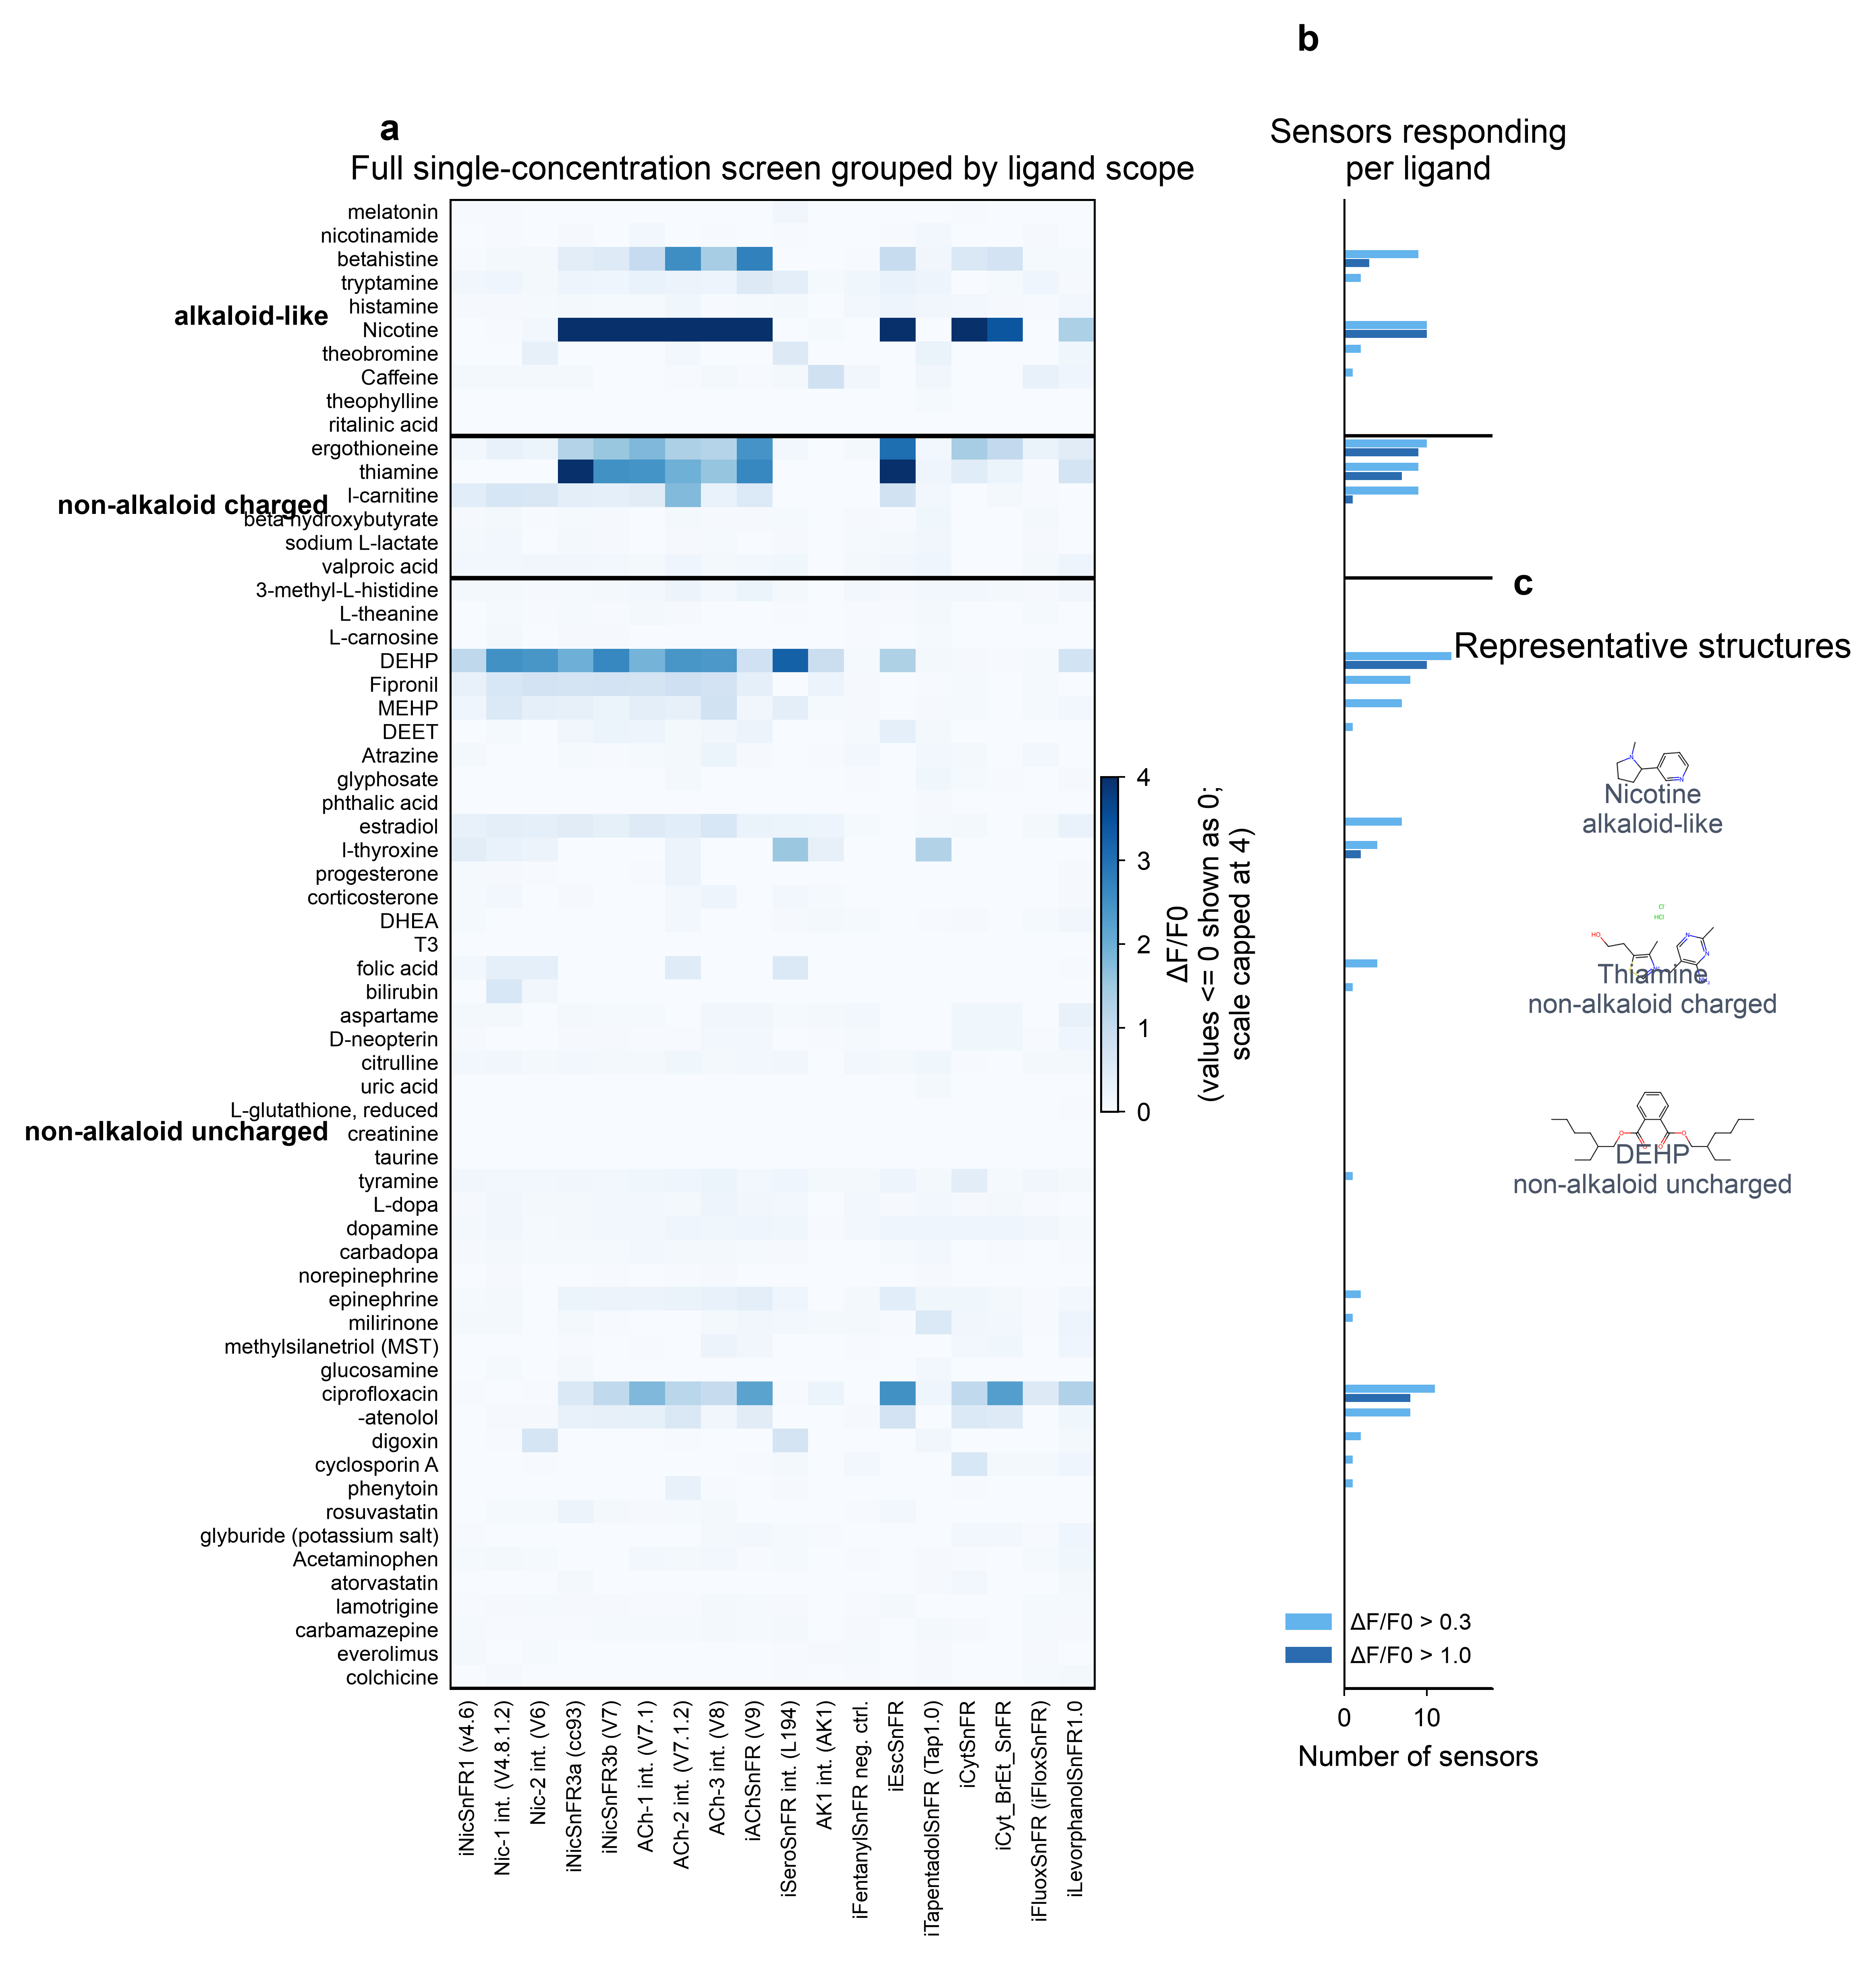 b
a
Full single-concentration screen grouped by ligand scope
Sensors responding
per ligand
melatonin
nicotinamide
betahistine
tryptamine
histamine
alkaloid-like
Nicotine
theobromine
Caffeine
theophylline
ritalinic acid
ergothioneine
thiamine
l-carnitine
non-alkaloid charged
beta hydroxybutyrate
sodium L-lactate
valproic acid
3-methyl-L-histidine
L-theanine
L-carnosine
DEHP
Fipronil
MEHP
DEET
Atrazine
glyphosate
phthalic acid
estradiol
l-thyroxine
progesterone
corticosterone
DHEA
T3
folic acid
bilirubin
aspartame
D-neopterin
citrulline
uric acid
L-glutathione, reduced
non-alkaloid uncharged
creatinine
taurine
tyramine
L-dopa
dopamine
carbadopa
norepinephrine
epinephrine
milirinone
methylsilanetriol (MST)
glucosamine
ciprofloxacin
-atenolol
digoxin
cyclosporin A
phenytoin
rosuvastatin
glyburide (potassium salt)
Acetaminophen
atorvastatin
lamotrigine
carbamazepine
everolimus
colchicine
iNicSnFR1 (v4.6)
Nic-1 int. (V4.8.1.2)
Nic-2 int. (V6)
iNicSnFR3a (cc93)
iNicSnFR3b (V7)
ACh-1 int. (V7.1)
ACh-2 int. (V7.1.2)
ACh-3 int. (V8)
iAChSnFR (V9)
iSeroSnFR int. (L194)
AK1 int. (AK1)
iFentanylSnFR neg. ctrl.
iEscSnFR
iTapentadolSnFR (Tap1.0)
iCytSnFR
iCyt_BrEt_SnFR
iFluoxSnFR (iFloxSnFR)
iLevorphanolSnFR1.0
4
3
2
1
0
ΔF/F0
(values <= 0 shown as 0;
scale capped at 4)
ΔF/F0 > 0.3
ΔF/F0 > 1.0
0
10
Number of sensors
c
Representative structures
N
N
Nicotine
alkaloid-like
Cl⁻
HCl
HO
N
N
Thiamine
non-alkaloid charged
O
O
DEHP
non-alkaloid uncharged